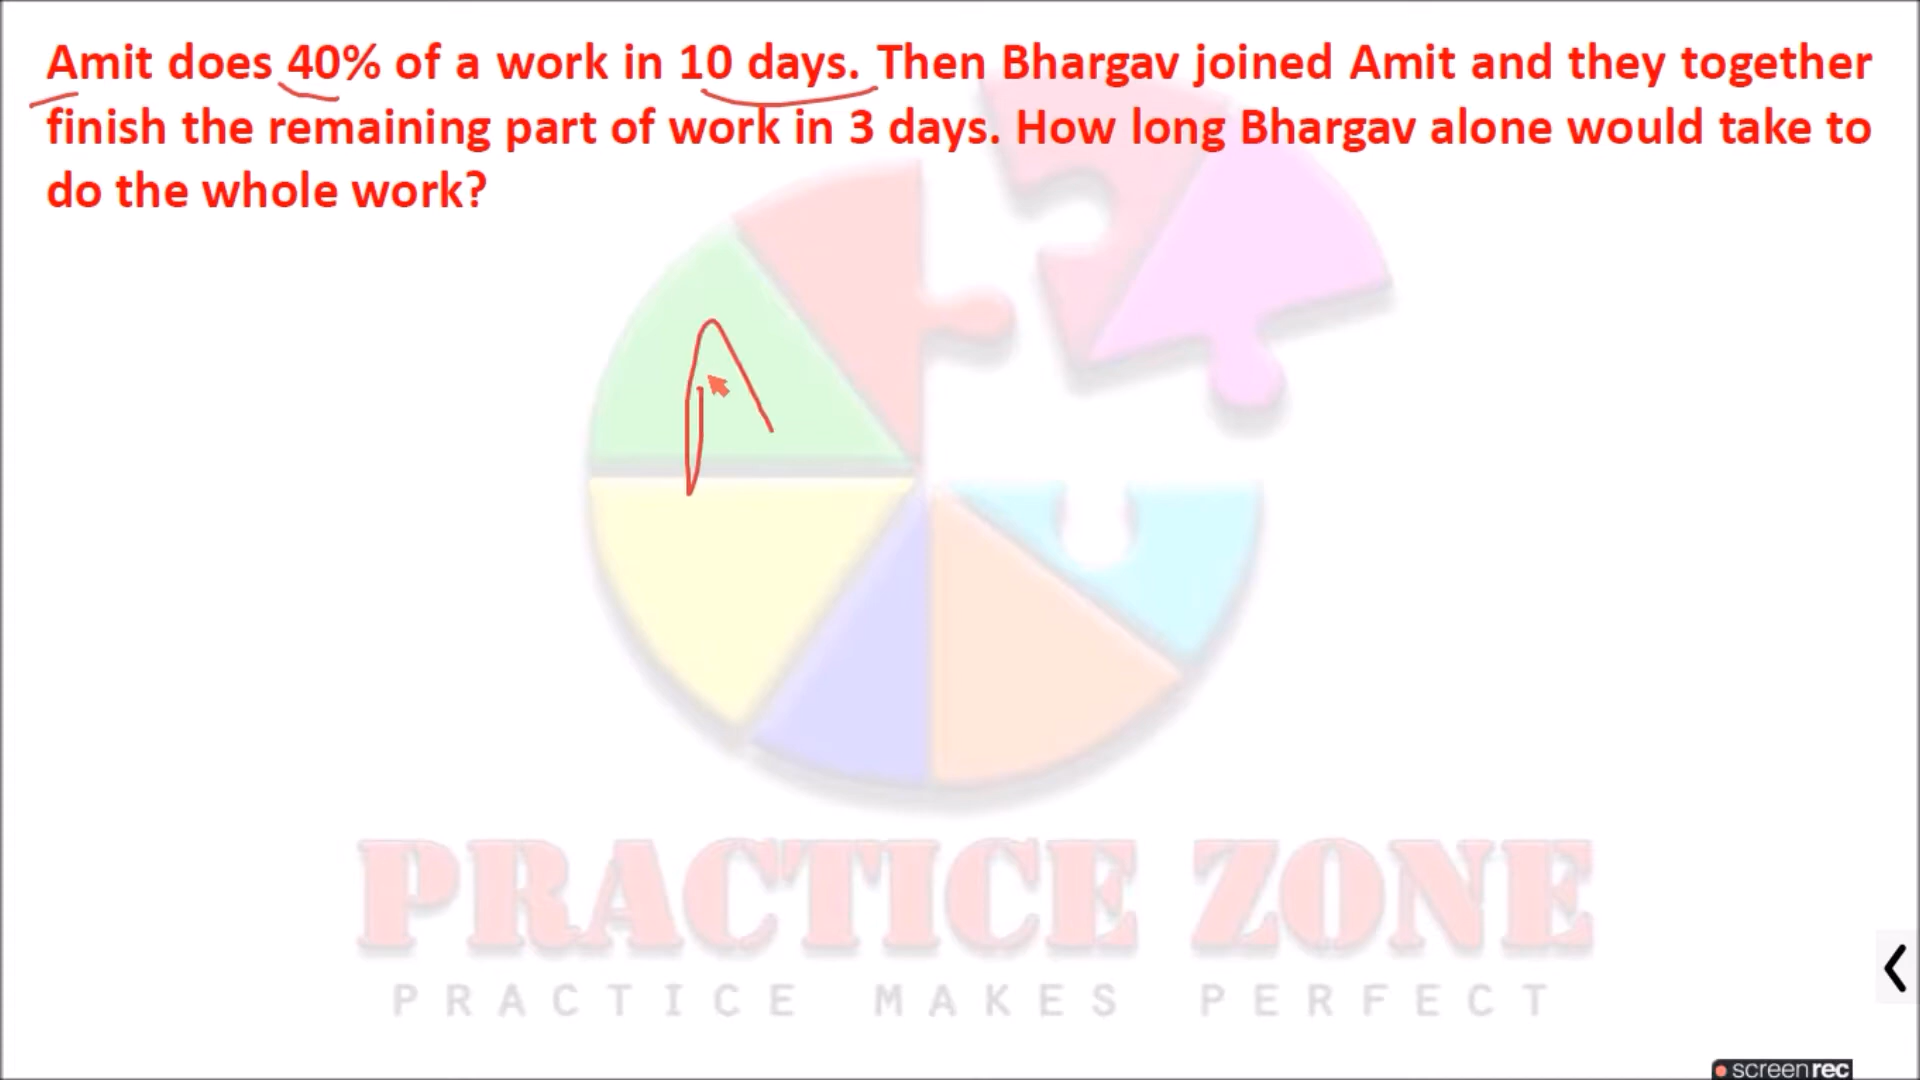 Amit does 40% of a work in 10 days. Then Bhargav joined Amit and they together
finish the remaining part of work in 3 days. How long Bhargav alone would take to
do the whole work?
PRACTICE ZONE
PRACTICE MAKES PERFECT
screenrec